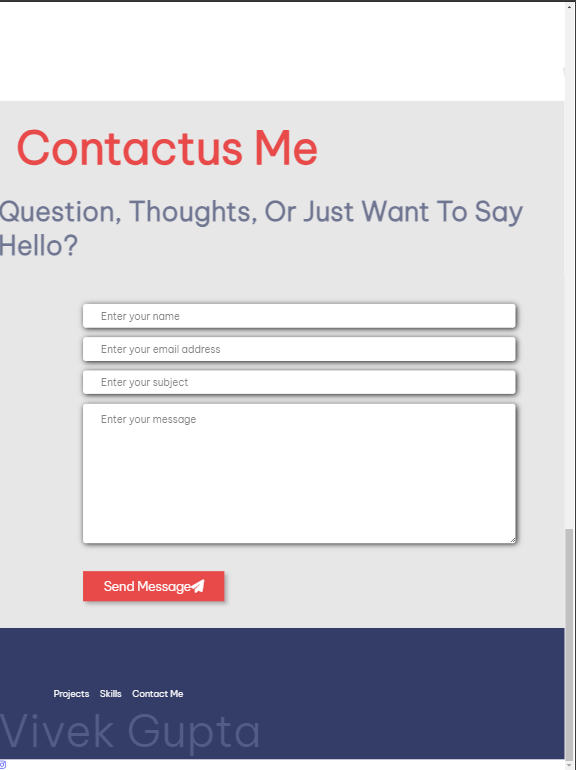 Contactus Me
Question, Thoughts, Or Just Want To Say
Hello?
Enter your name
Enter your email address
Enter your subject
Enter your message
Send Message
Projects Skills Contact Me
Vivek Gupta